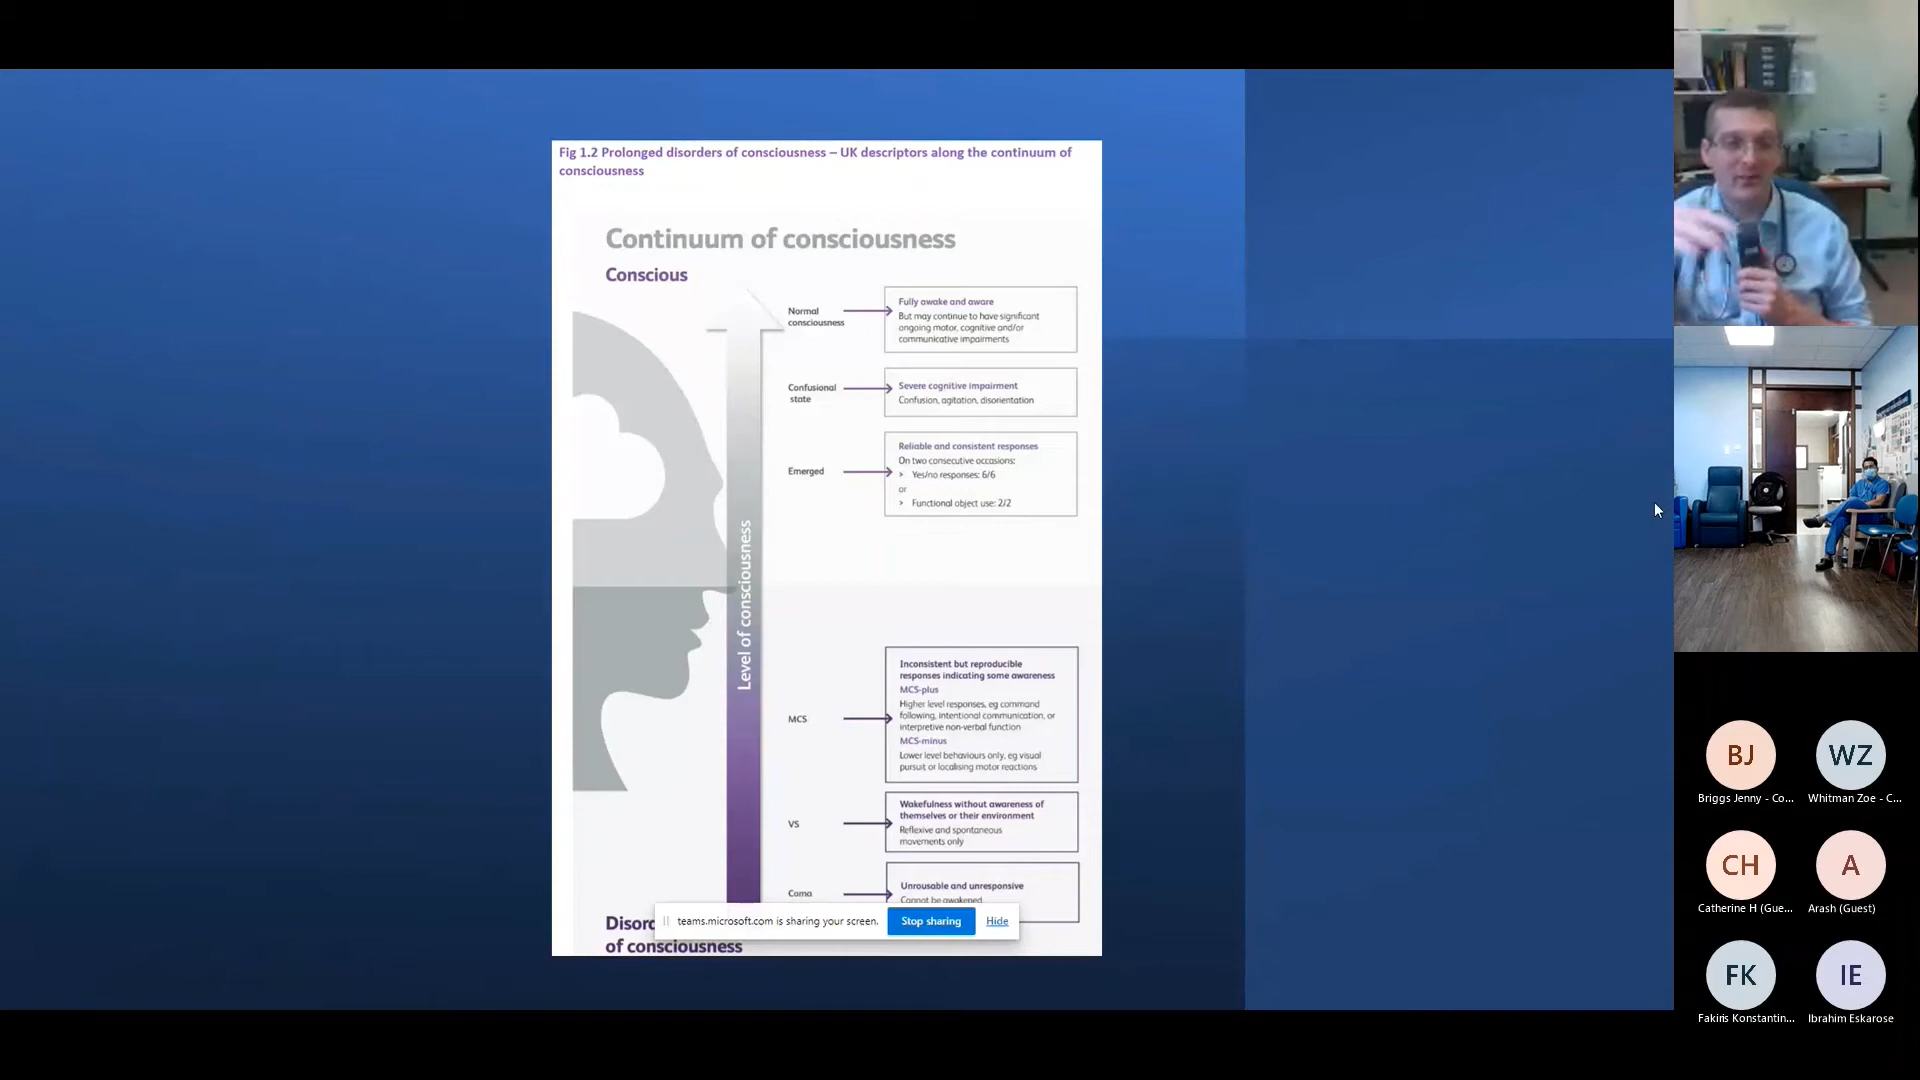 Fig 1.2 Prolonged disorders of consciousness – UK descriptors along the continuum of
consciousness
Continuum of consciousness
Conscious
Normal
consciousness
Fully awake and aware
But may continue to have significant
ongoing motor, cognitive and/or
communicative impairments
Confusional
state
Severe cognitive impairment
Confusion, agitation, disorientation
Emerged
Reliable and consistent responses
On two consecutive occasions:
> Yes/no responses: 6/6
or
> Functional object use: 2/2
Level of consciousness
MCS
Inconsistent but reproducible
responses indicating some awareness
MCS-plus
Higher level responses, eg command
following, intentional communication, or
interpretive non-verbal function
MCS-minus
Lower level behaviours only, eg visual
pursuit or localising motor reactions
VS
Wakefulness without awareness of
themselves or their environment
Reflexive and spontaneous
movements only
Coma
Unrousable and unresponsive
Cannot be awakened
Disor
of consciousness
teams.microsoft.com is sharing your screen.
Stop sharing
Hide
BJ
Briggs Jenny - Co...
WZ
Whitman Zoe - C...
CH
Catherine H (Gue...
A
Arash (Guest)
FK
Fakiris Konstantin...
IE
Ibrahim Eskarose